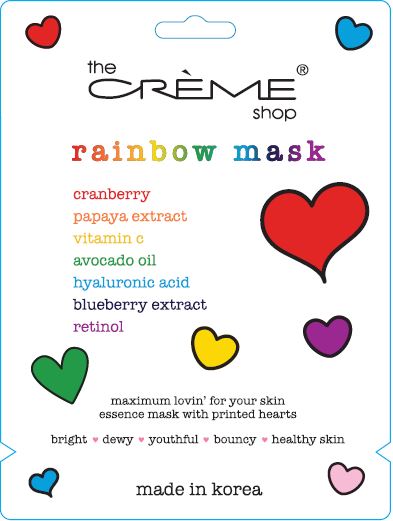 the
CRÈME®
shop
rainbow mask
cranberry
papaya extract
vitamin c
avocado oil
hyaluronic acid
blueberry extract
retinol
maximum lovin' for your skin
essence mask with printed hearts
bright ♥ dewy ♥ youthful ♥ bouncy ♥ healthy skin
made in korea